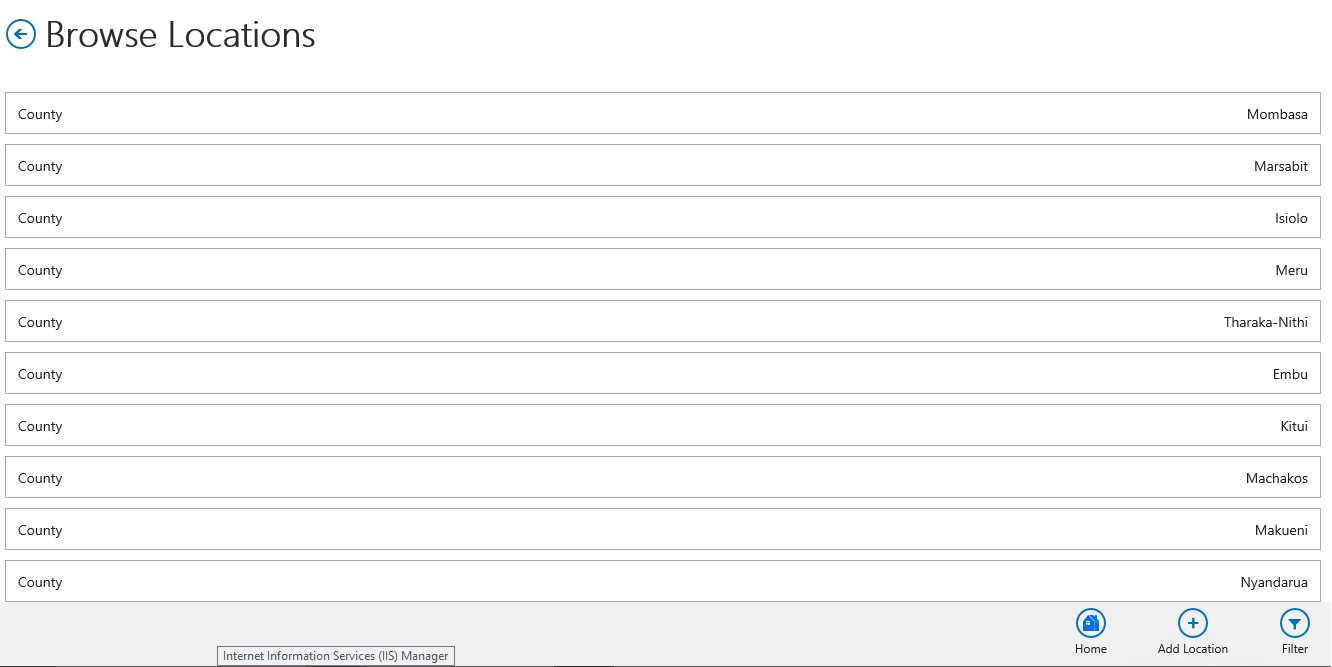 Browse Locations
County Mombasa
County Marsabit
County Isiolo
County Meru
County Tharaka-Nithi
County Embu
County Kitui
County Machakos
County Makueni
County Nyandarua
Home Add Location Filter
Internet Information Services (IIS) Manager